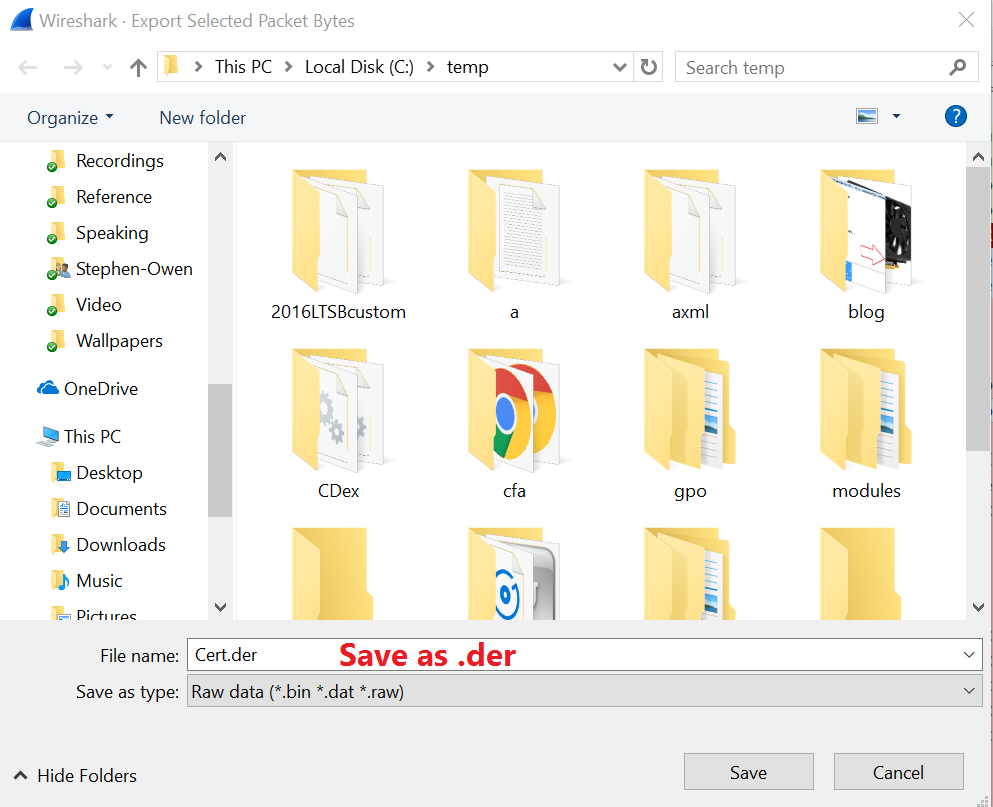 Wireshark · Export Selected Packet Bytes
This PC
Local Disk (C:)
temp
Search temp
Organize
New folder
?
Recordings
Reference
Speaking
Stephen-Owen
Video
Wallpapers
OneDrive
This PC
Desktop
Documents
Downloads
Music
Pictures
2016LTSBcustom
a
axml
blog
CDex
cfa
gpo
modules
File name: Cert.der Save as .der
Save as type: Raw data (*.bin *.dat *.raw)
Hide Folders
Save
Cancel